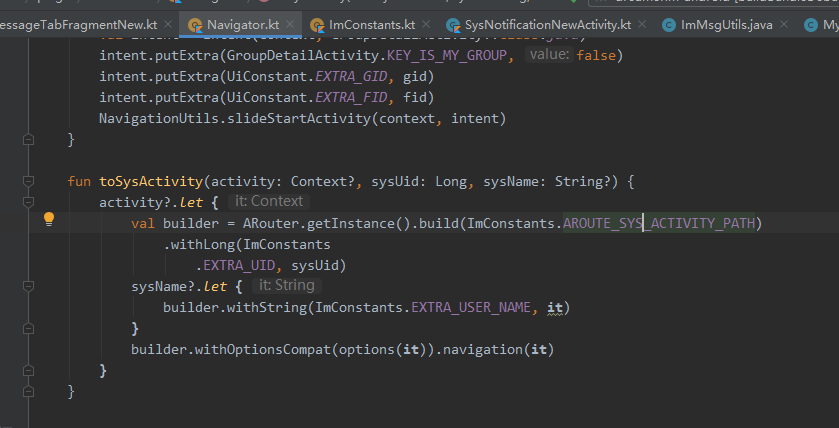 essageTabFragmentNew.kt Navigator.kt ImConstants.kt SysNotificationNewActivity.kt ImMsgUtils.java My
intent.putExtra(GroupDetailActivity.KEY_IS_MY_GROUP, value: false)
intent.putExtra(UiConstant.EXTRA_GID, gid)
intent.putExtra(UiConstant.EXTRA_FID, fid)
NavigationUtils.slideStartActivity(context, intent)
}
fun toSysActivity(activity: Context?, sysUid: Long, sysName: String?) {
activity?.let { it: Context
val builder = ARouter.getInstance().build(ImConstants.AROUTE_SYS_ACTIVITY_PATH)
.withLong(ImConstants
.EXTRA_UID, sysUid)
sysName?.let { it: String
builder.withString(ImConstants.EXTRA_USER_NAME, it)
}
builder.withOptionsCompat(options(it)).navigation(it)
}
}